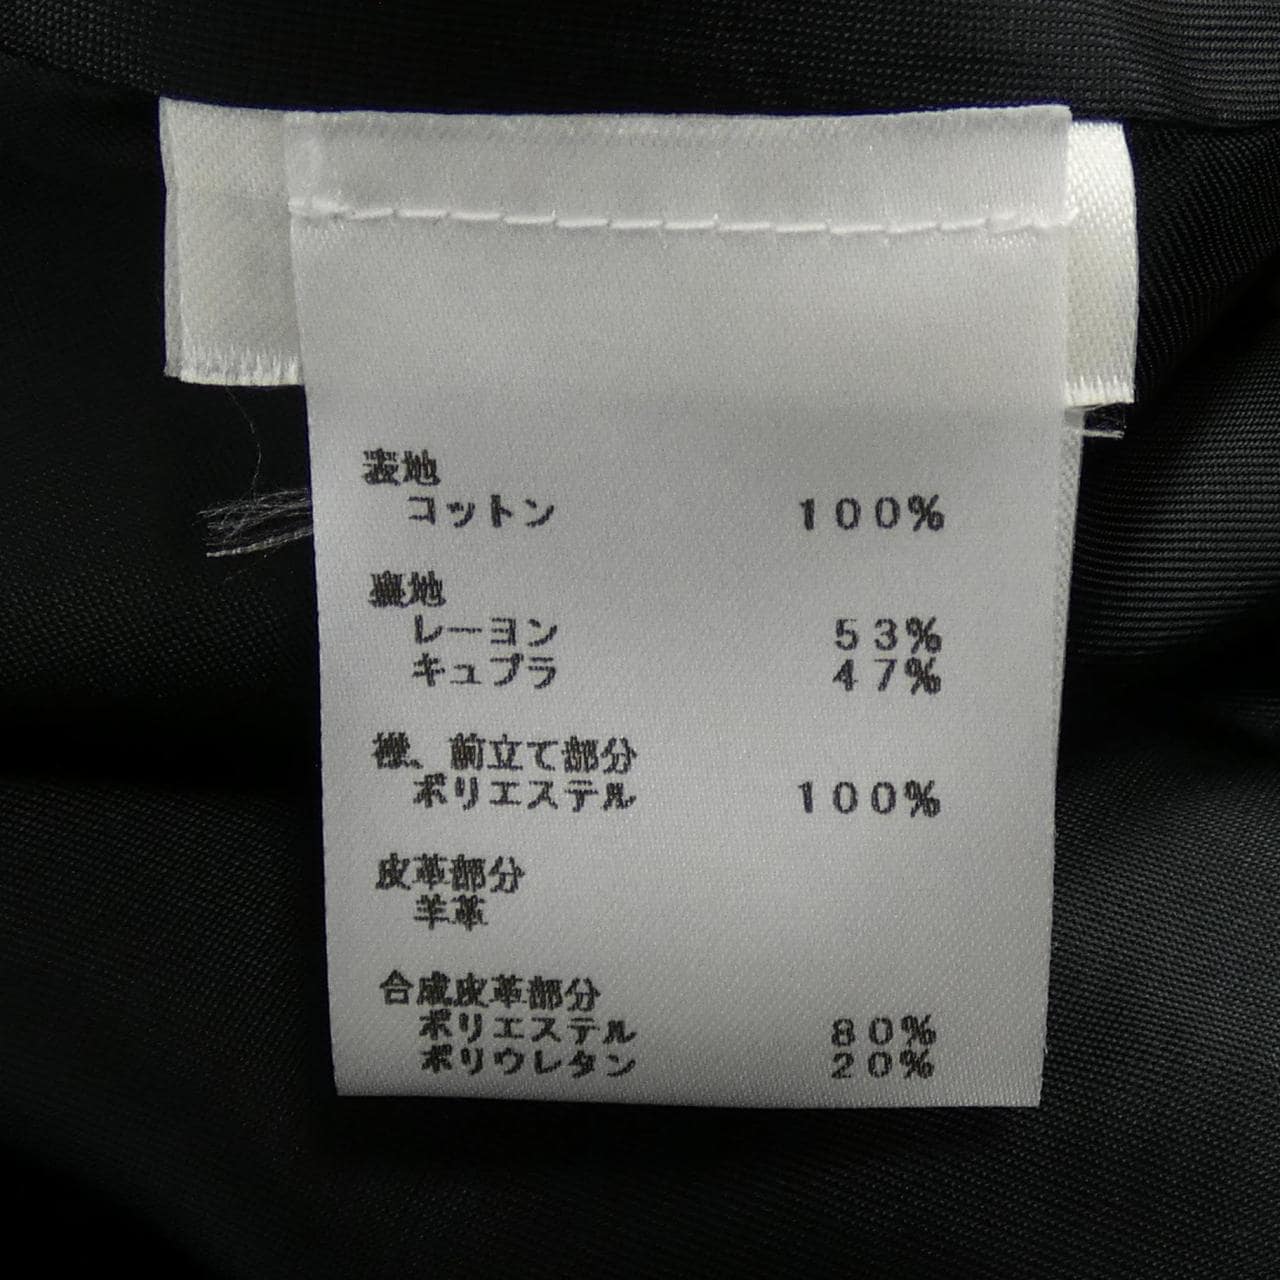 表地
コットン 100%
裏地
レーヨン 53%
キュプラ 47%
襟、前立て部分
ポリエステル 100%
皮革部分
羊革
合成皮革部分
ポリエステル 80%
ポリウレタン 20%